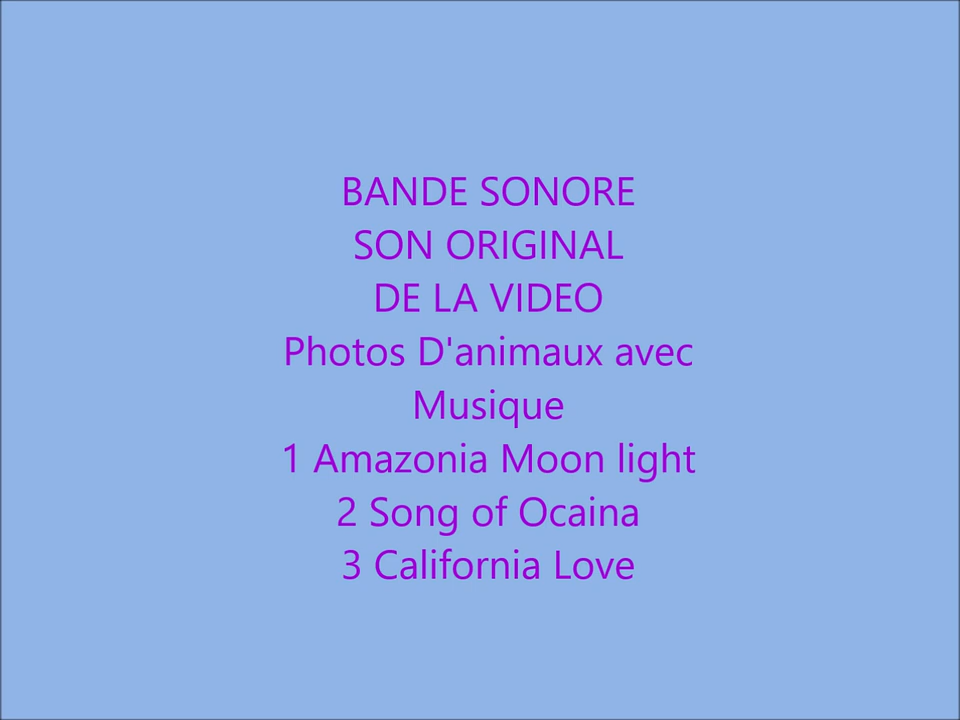 BANDE SONORE
SON ORIGINAL
DE LA VIDEO
Photos D'animaux avec
Musique
1 Amazonia Moon light
2 Song of Ocaina
3 California Love